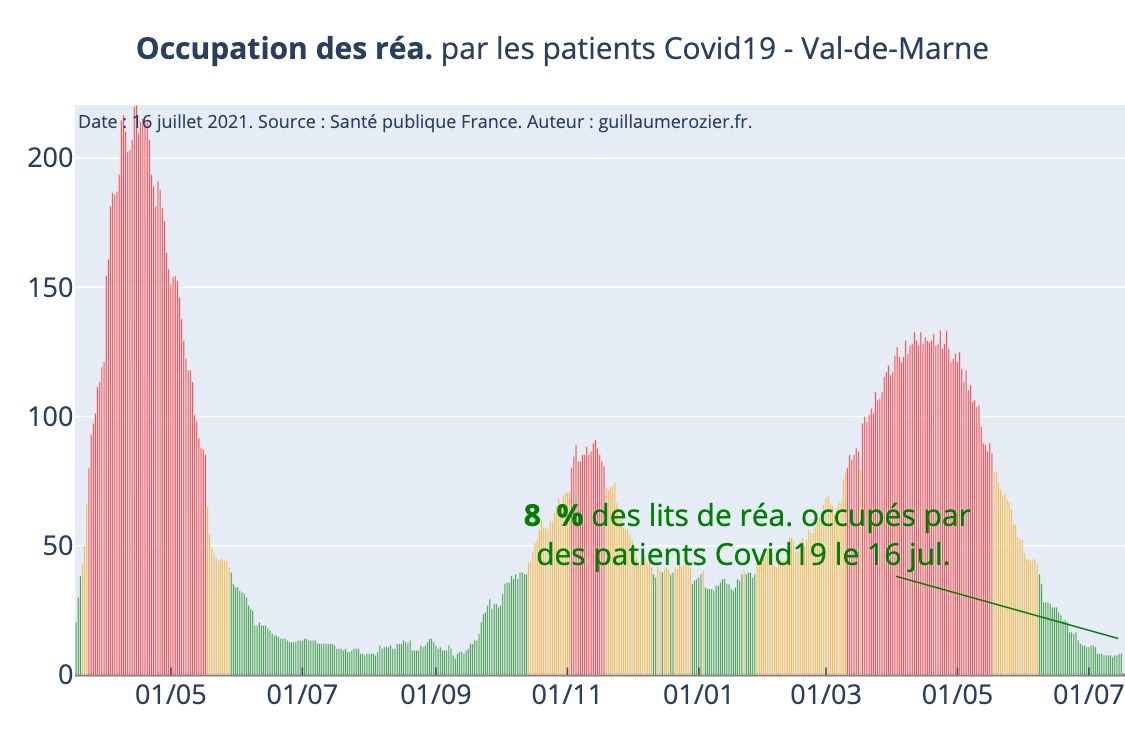 Occupation des réa. par les patients Covid19 - Val-de-Marne
Date : 16 juillet 2021. Source : Santé publique France. Auteur : guillaumerozier.fr.
200
150
100
8 % des lits de réa. occupés par
50
des patients Covid19 le 16 jul.
0
01/05 01/07 01/09 01/11 01/01 01/03 01/05 01/07